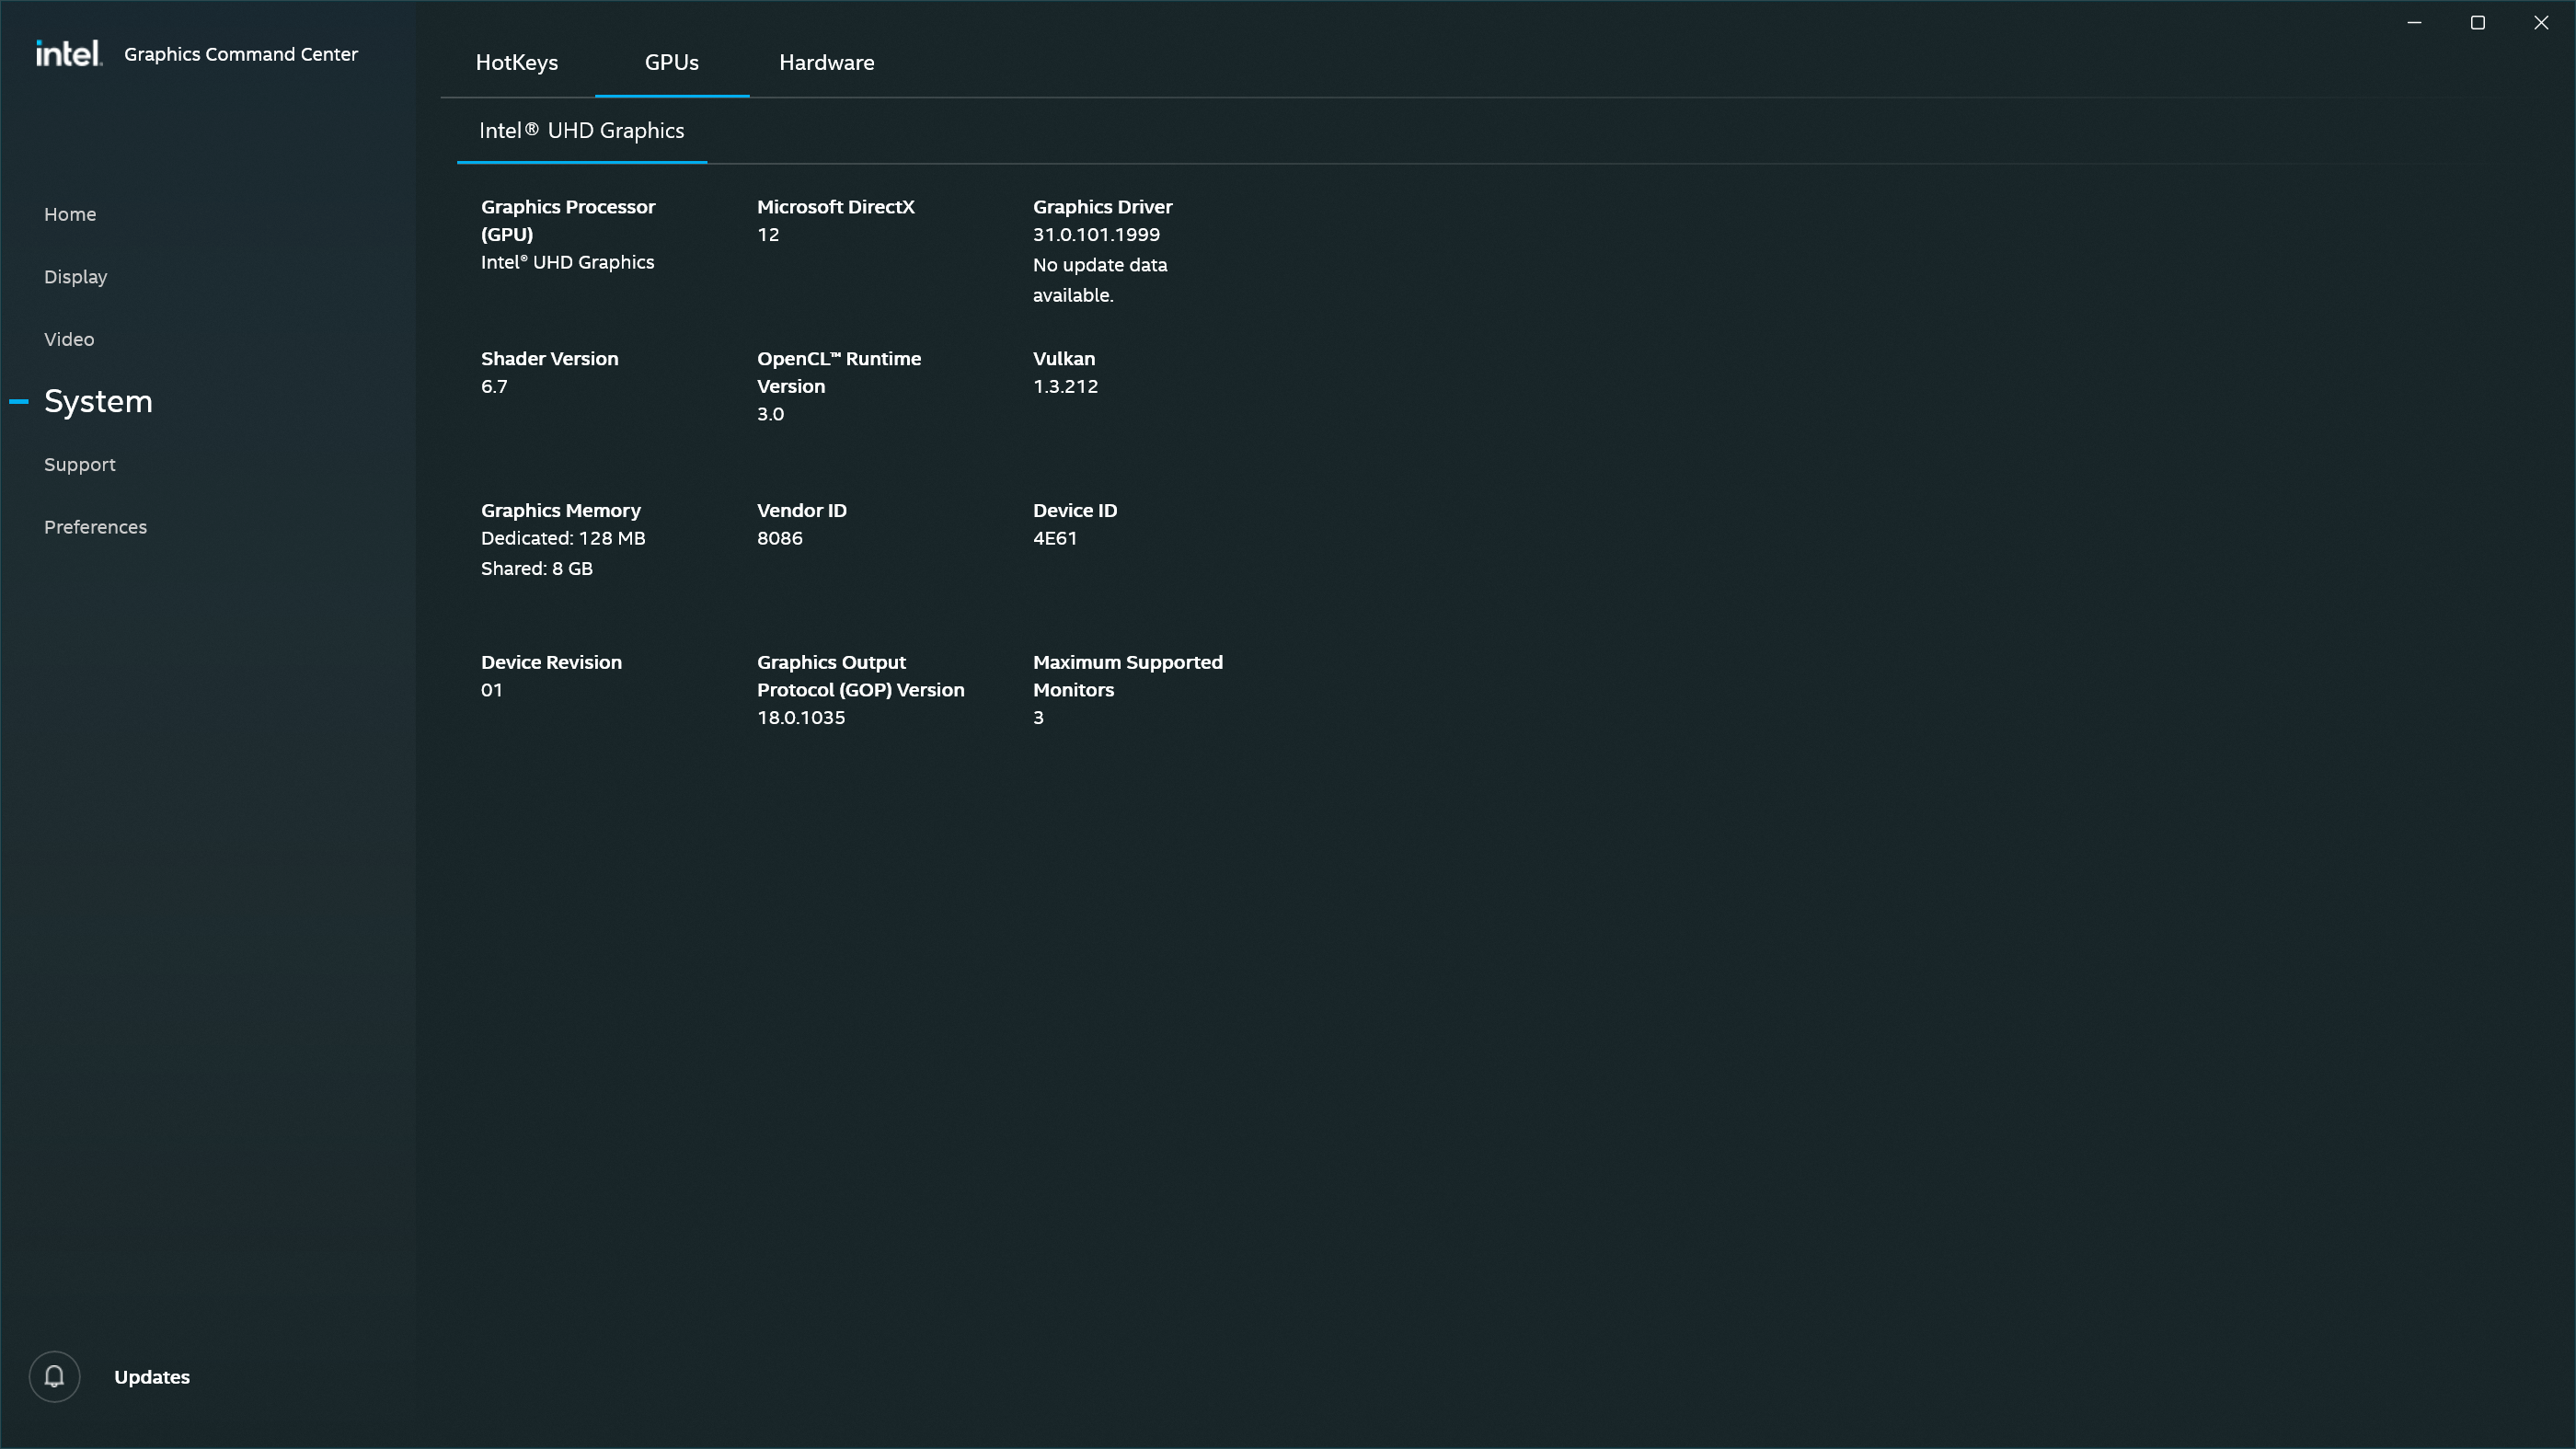 intel. Graphics Command Center
Home
Display
Video
System
Support
Preferences
Updates
HotKeys
GPUs
Hardware
Intel® UHD Graphics
Graphics Processor
(GPU)
Intel® UHD Graphics
Microsoft DirectX
12
Graphics Driver
31.0.101.1999
No update data
available.
Shader Version
6.7
OpenCL™ Runtime
Version
3.0
Vulkan
1.3.212
Graphics Memory
Dedicated: 128 MB
Shared: 8 GB
Vendor ID
8086
Device ID
4E61
Device Revision
01
Graphics Output
Protocol (GOP) Version
18.0.1035
Maximum Supported
Monitors
3